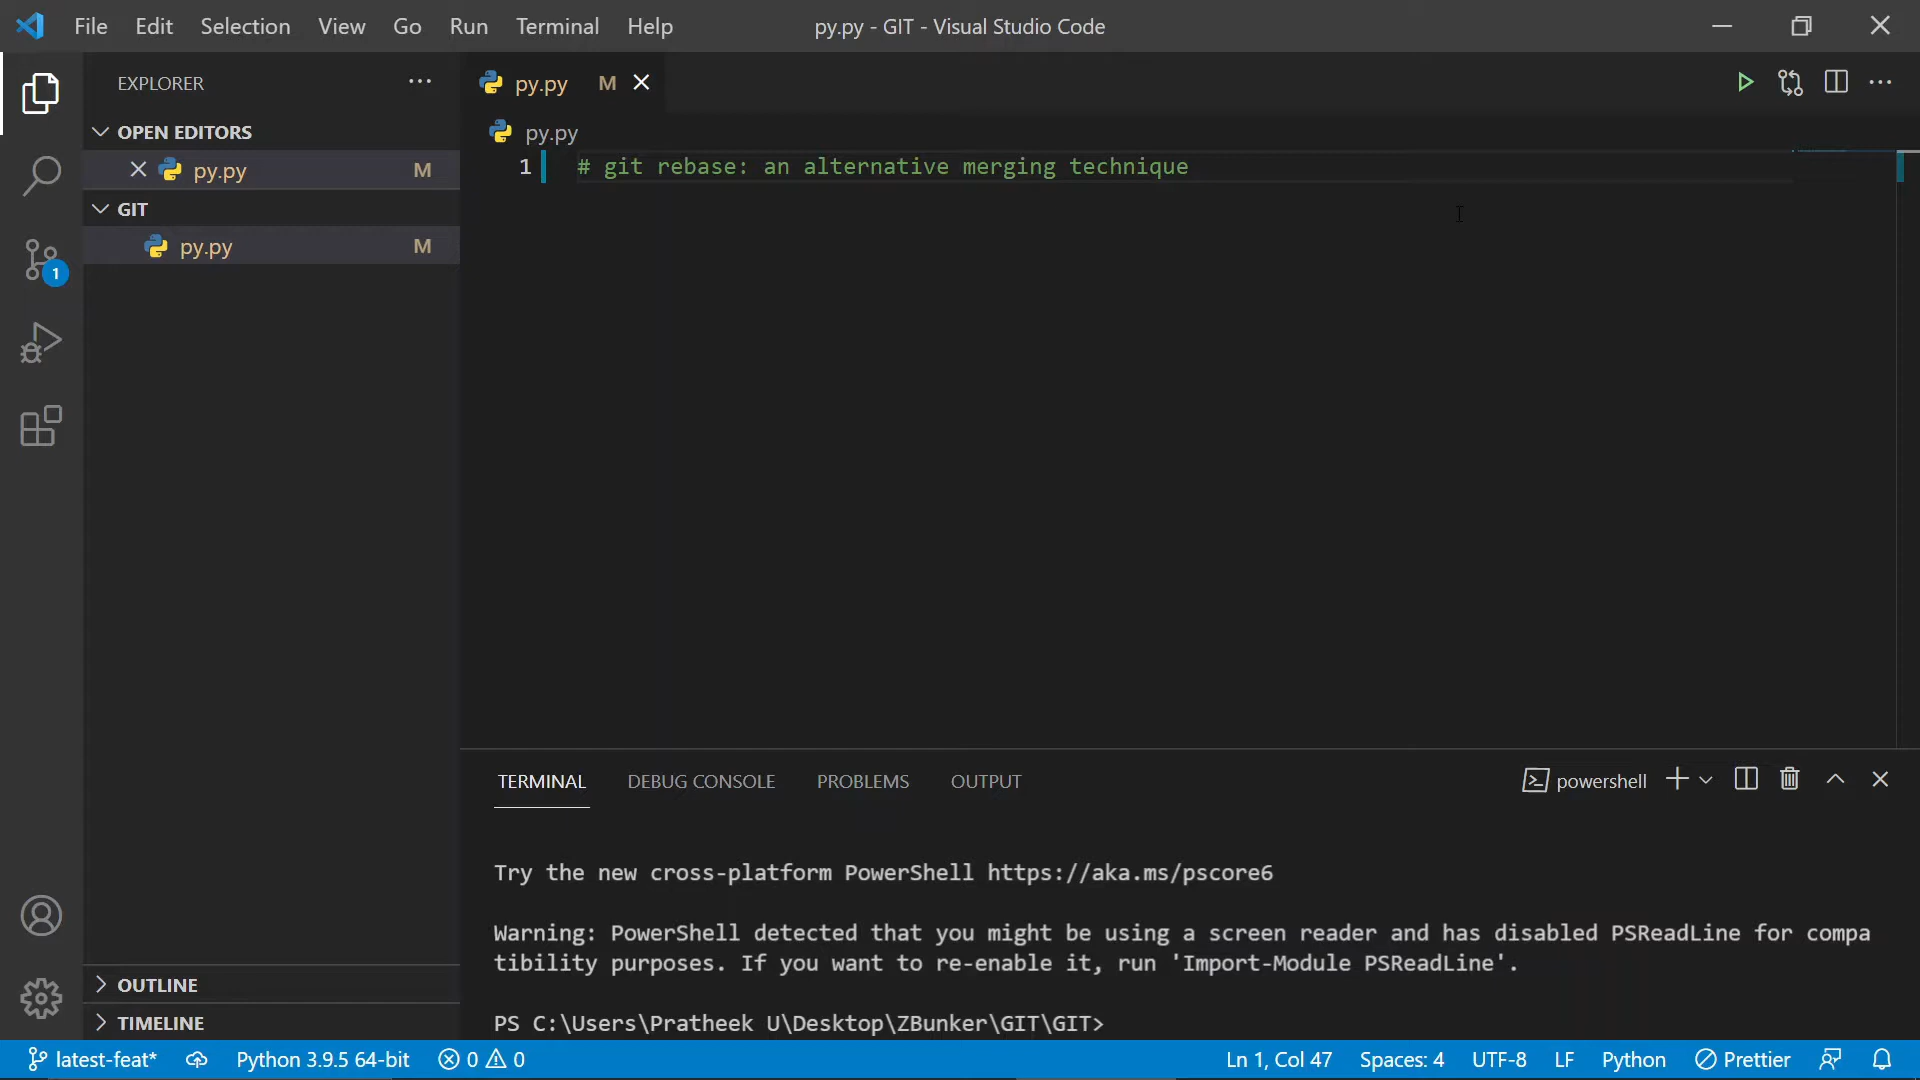 File Edit Selection View Go Run Terminal Help py.py - GIT - Visual Studio Code
EXPLORER
py.py M
OPEN EDITORS
py.py
py.py M
1 # git rebase: an alternative merging technique
GIT
py.py M
1
TERMINAL DEBUG CONSOLE PROBLEMS OUTPUT powershell
Try the new cross-platform PowerShell https://aka.ms/pscore6
Warning: PowerShell detected that you might be using a screen reader and has disabled PSReadLine for compa
tibility purposes. If you want to re-enable it, run 'Import-Module PSReadLine'.
PS C:\Users\Pratheek U\Desktop\ZBunker\GIT\GIT>
OUTLINE
TIMELINE
latest-feat* Python 3.9.5 64-bit 0 0 Ln 1, Col 47 Spaces: 4 UTF-8 LF Python Prettier